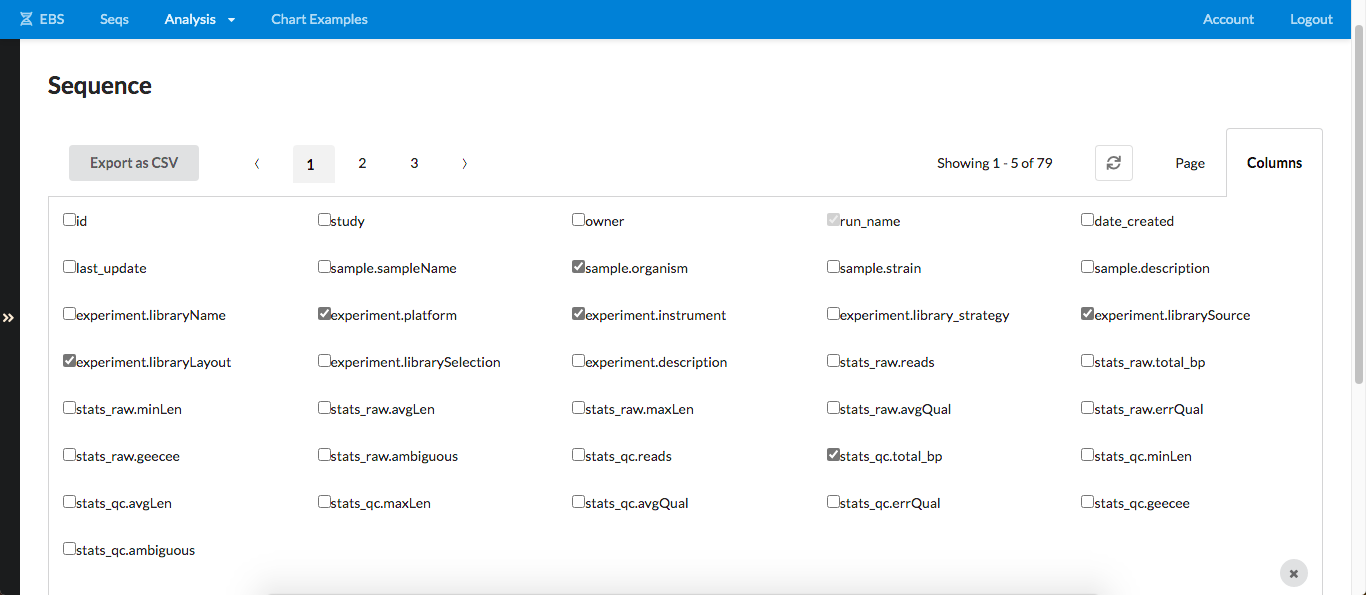 EBS Seqs Analysis Chart Examples Account Logout
Sequence
Export as CSV 1 2 3 Showing 1 - 5 of 79 Page Columns
id study owner run_name date_created
last_update sample.sampleName sample.organism sample.strain sample.description
experiment.libraryName experiment.platform experiment.instrument experiment.library_strategy experiment.librarySource
experiment.libraryLayout experiment.librarySelection experiment.description stats_raw.reads stats_raw.total_bp
stats_raw.minLen stats_raw.avgLen stats_raw.maxLen stats_raw.avgQual stats_raw.errQual
stats_raw.geecee stats_raw.ambiguous stats_qc.reads stats_qc.total_bp stats_qc.minLen
stats_qc.avgLen stats_qc.maxLen stats_qc.avgQual stats_qc.errQual stats_qc.geecee
stats_qc.ambiguous